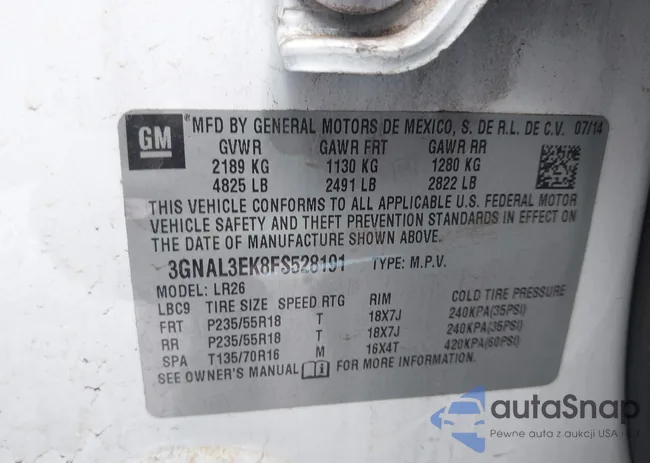 GM
MFD BY GENERAL MOTORS DE MEXICO, S. DE R.L. DE C.V. 07/14
GVWR GAWR FRT GAWR RR
2189 KG 1130 KG 1280 KG
4825 LB 2491 LB 2822 LB
THIS VEHICLE CONFORMS TO ALL APPLICABLE U.S. FEDERAL MOTOR
VEHICLE SAFETY AND THEFT PREVENTION STANDARDS IN EFFECT ON
THE DATE OF MANUFACTURE SHOWN ABOVE.
3GNAL3EK8FS528191 TYPE: M.P.V.
MODEL: LR26
LBC9 TIRE SIZE SPEED RTG RIM COLD TIRE PRESSURE
FRT P235/55R18 T 18X7J 240KPA(35PSI)
RR P235/55R18 T 18X7J 240KPA(35PSI)
SPA T135/70R16 M 16X4T 420KPA(60PSI)
SEE OWNER'S MANUAL FOR MORE INFORMATION.
autaSnap
Pewne auta z aukcji USA